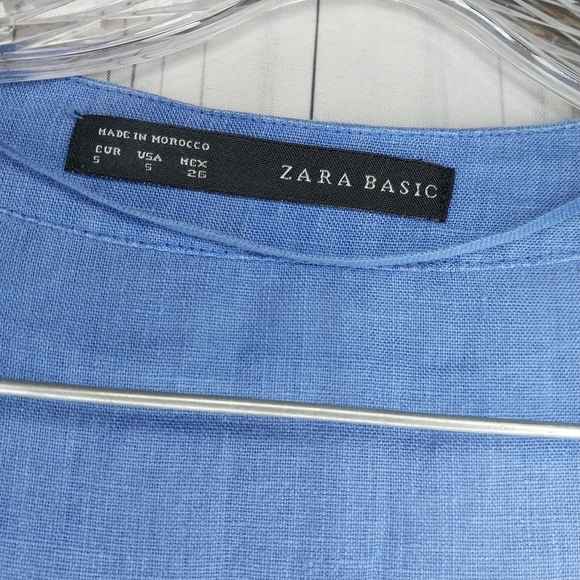 MADE IN MOROCCO
EUR USA MEX
S S 26
ZARA BASIC